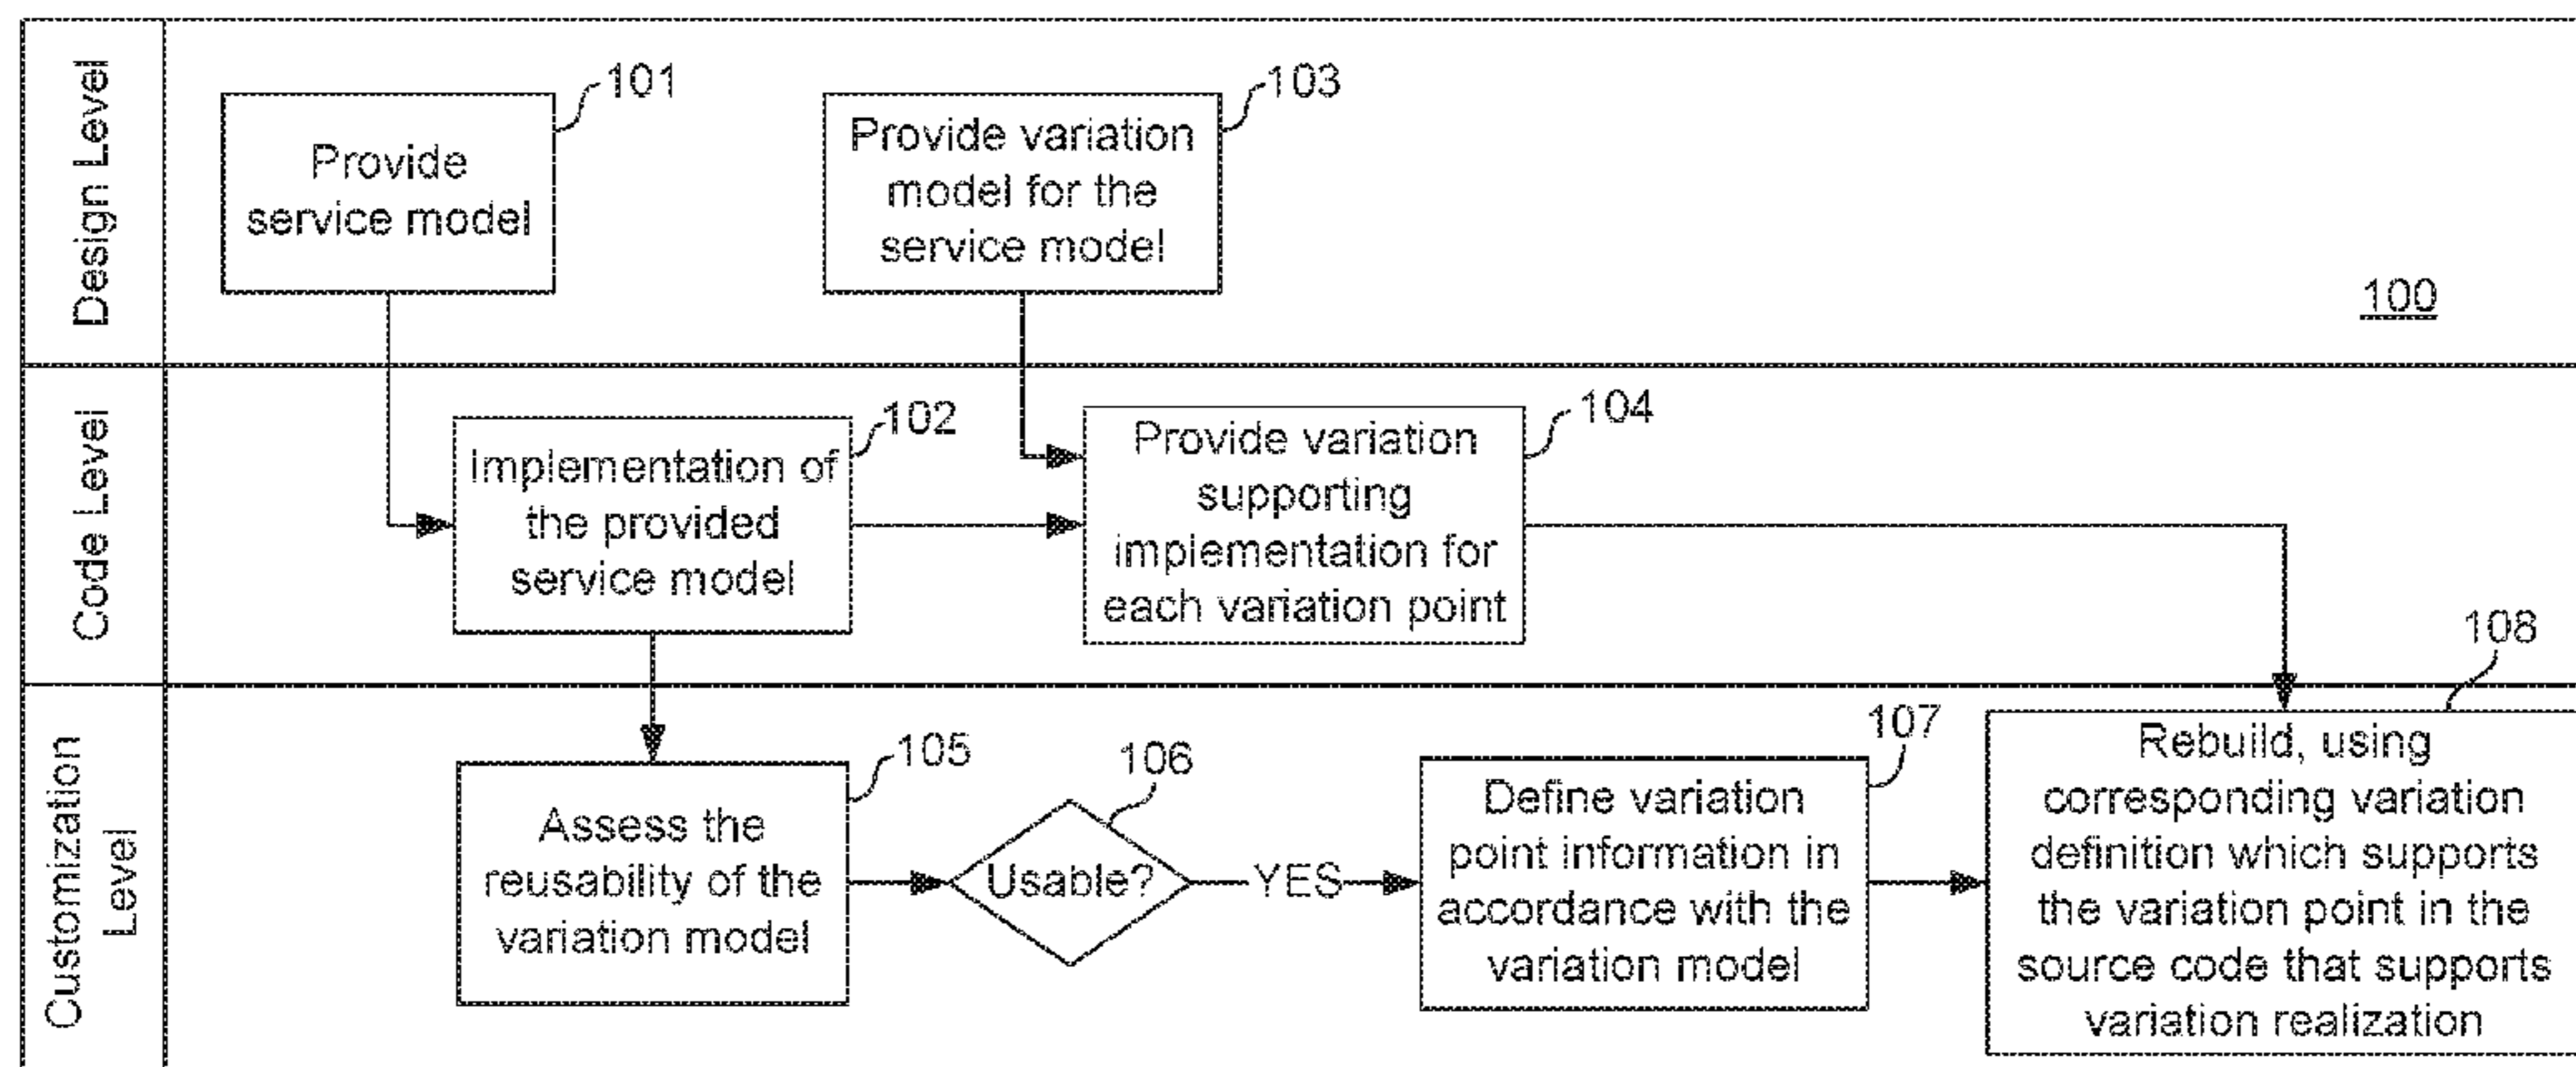 Design Level
101
Provide
service model
103
Provide variation
model for the
service model
100
Code Level
102
Implementation of
the provided
service model
104
Provide variation
supporting
implementation for
each variation point
108
Customization
Level
105
Assess the
reusability of the
variation model
106
Usable?
YES
107
Define variation
point information in
accordance with the
variation model
Rebuild, using
corresponding variation
definition which supports
the variation point in the
source code that supports
variation realization